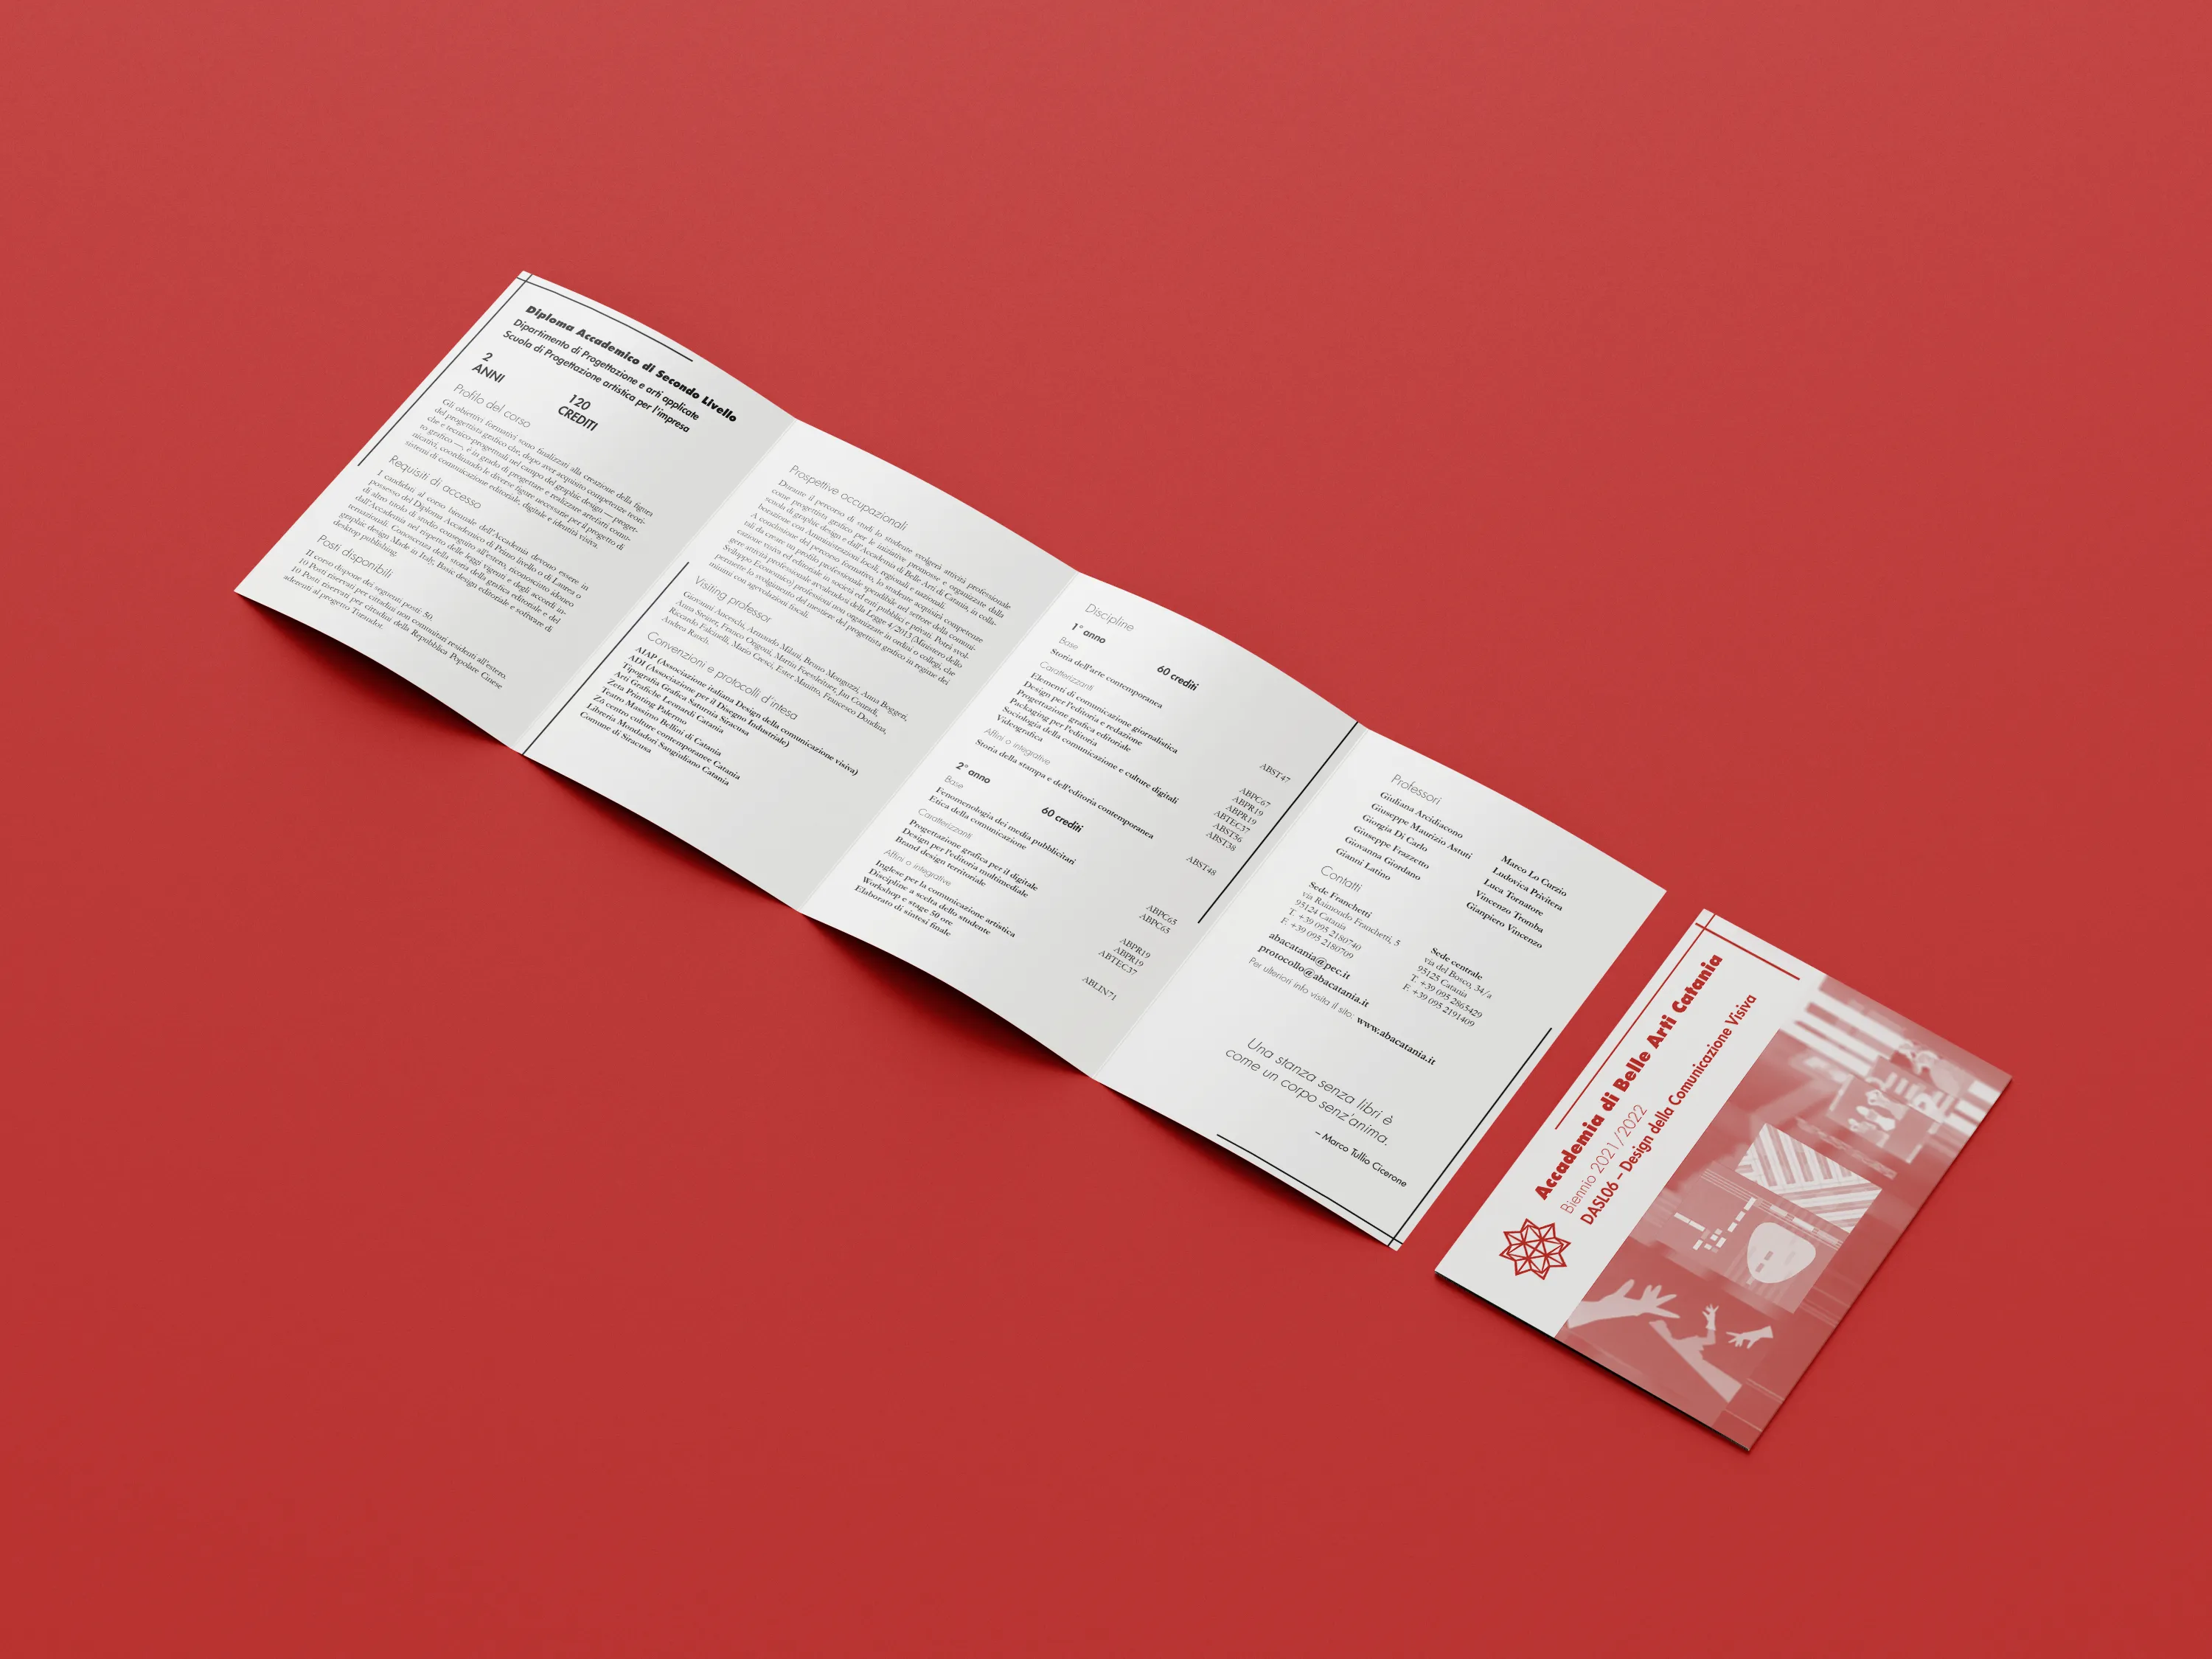 Diploma Accademico di Secondo Livello
Dipartimento di Progettazione e arti applicate
Scuola di Progettazione artistica per l'impresa
2
ANNI
120
CREDITI
Profilo del corso
Gli obiettivi formativi sono finalizzati alla creazione della figura
del progettista grafico che, dopo aver acquisito competenze teori-
che e tecnico-progettuali nel campo del graphic design — proget-
to grafico —, è in grado di progettare e realizzare artefatti comu-
nicativi, coordinando le diverse figure necessarie per il progetto di
sistemi di comunicazione editoriale, digitale e identità visiva.
Requisiti di accesso
I candidati al corso biennale dell'Accademia devono essere in
possesso del Diploma Accademico di Primo livello o di Laurea o
di altro titolo di studio conseguito all'estero, riconosciuto idoneo
dall'Accademia nel rispetto delle leggi vigenti e degli accordi in-
ternazionali. Conoscenza della storia della grafica editoriale e del
graphic design. Made in Italy, Basic design editoriale e software di
desktop publishing.
Posti disponibili
Il corso dispone dei seguenti posti: 50.
10 Posti riservati per cittadini non comunitari residenti all'estero.
10 Posti riservati per cittadini della Repubblica Popolare Cinese
aderenti al progetto Turandot.
Prospettive occupazionali
Durante il percorso di studi lo studente svolgerà attività professionale
come progettista grafico per le iniziative promosse e organizzate dalla
scuola di graphic design e dall'Accademia di Belle Arti di Catania, in colla-
borazione con Amministrazioni locali, regionali e nazionali.
A conclusione del percorso formativo, lo studente acquisirà competenze
tali da creare un profilo professionale spendibile nel settore della comuni-
cazione visiva ed editoriale in società ed enti pubblici e privati. Potrà svol-
gere attività professionale avvalendosi della Legge 4/2013 (Ministero dello
Sviluppo Economico) professioni non organizzate in ordini o collegi, che
permette lo svolgimento del mestiere del progettista grafico in regime dei
minimi con agevolazioni fiscali.
Visiting professor
Giovanni Anceschi, Armando Milani, Bruno Monguzzi, Anna Boggeri,
Anna Steiner, Franco Origoni, Martin Foessleitner, Jan Conradi,
Riccardo Falcinelli, Mario Cresci, Ester Manitto, Francesco Dondina,
Andrea Rauch.
Convenzioni e protocolli d'intesa
AIAP (Associazione italiana Design della comunicazione visiva)
ADI (Associazione per il Disegno Industriale)
Tipografia Grafica Saturnia Siracusa
Arti Grafiche Leonardi Catania
Zeta Printing Palermo
Teatro Massimo Bellini di Catania
Zō centro culture contemporanee Catania
Libreria Mondadori Sangiuliano Catania
Comune di Siracusa
Discipline
1° anno
60 crediti
Base
Storia dell'arte contemporanea
ABST47
Caratterizzanti
Elementi di comunicazione giornalistica
ABPC67
Design per l'editoria e redazione
ABPR19
Progettazione grafica editoriale
ABPR19
Packaging per l'editoria
ABTEC37
Sociologia della comunicazione e culture digitali
ABST36
Videografica
ABST38
Affini o integrative
Storia della stampa e dell'editoria contemporanea
ABST48
2° anno
60 crediti
Base
Fenomenologia dei media pubblicitari
ABPC65
Etica della comunicazione
ABPC65
Caratterizzanti
Progettazione grafica per il digitale
ABPR19
Design per l'editoria multimediale
ABPR19
Brand design territoriale
ABTEC37
Affini o integrative
Inglese per la comunicazione artistica
ABLIN71
Discipline a scelta dello studente
Workshop e stage 50 ore
Elaborato di sintesi finale
Professori
Giuliana Arcidiacono
Giuseppe Maurizio Astuti
Giorgia Di Carlo
Giuseppe Frazzetto
Giovanna Giordano
Gianni Latino
Marco Lo Curzio
Ludovica Privitera
Luca Tornatore
Vincenzo Tromba
Gianpiero Vincenzo
Contatti
Sede Franchetti
via Raimondo Franchetti, 5
95124 Catania
T. +39 095 2180740
F. +39 095 2180709
Sede centrale
via del Bosco, 34/a
95125 Catania
T. +39 095 2865429
F. +39 095 2191409
abacatania@pec.it
protocollo@abacatania.it
Per ulteriori info visita il sito: www.abacatania.it
Una stanza senza libri è
come un corpo senz'anima.
– Marco Tullio Cicerone
Accademia di Belle Arti Catania
Biennio 2021/2022
DASL06 – Design della Comunicazione Visiva